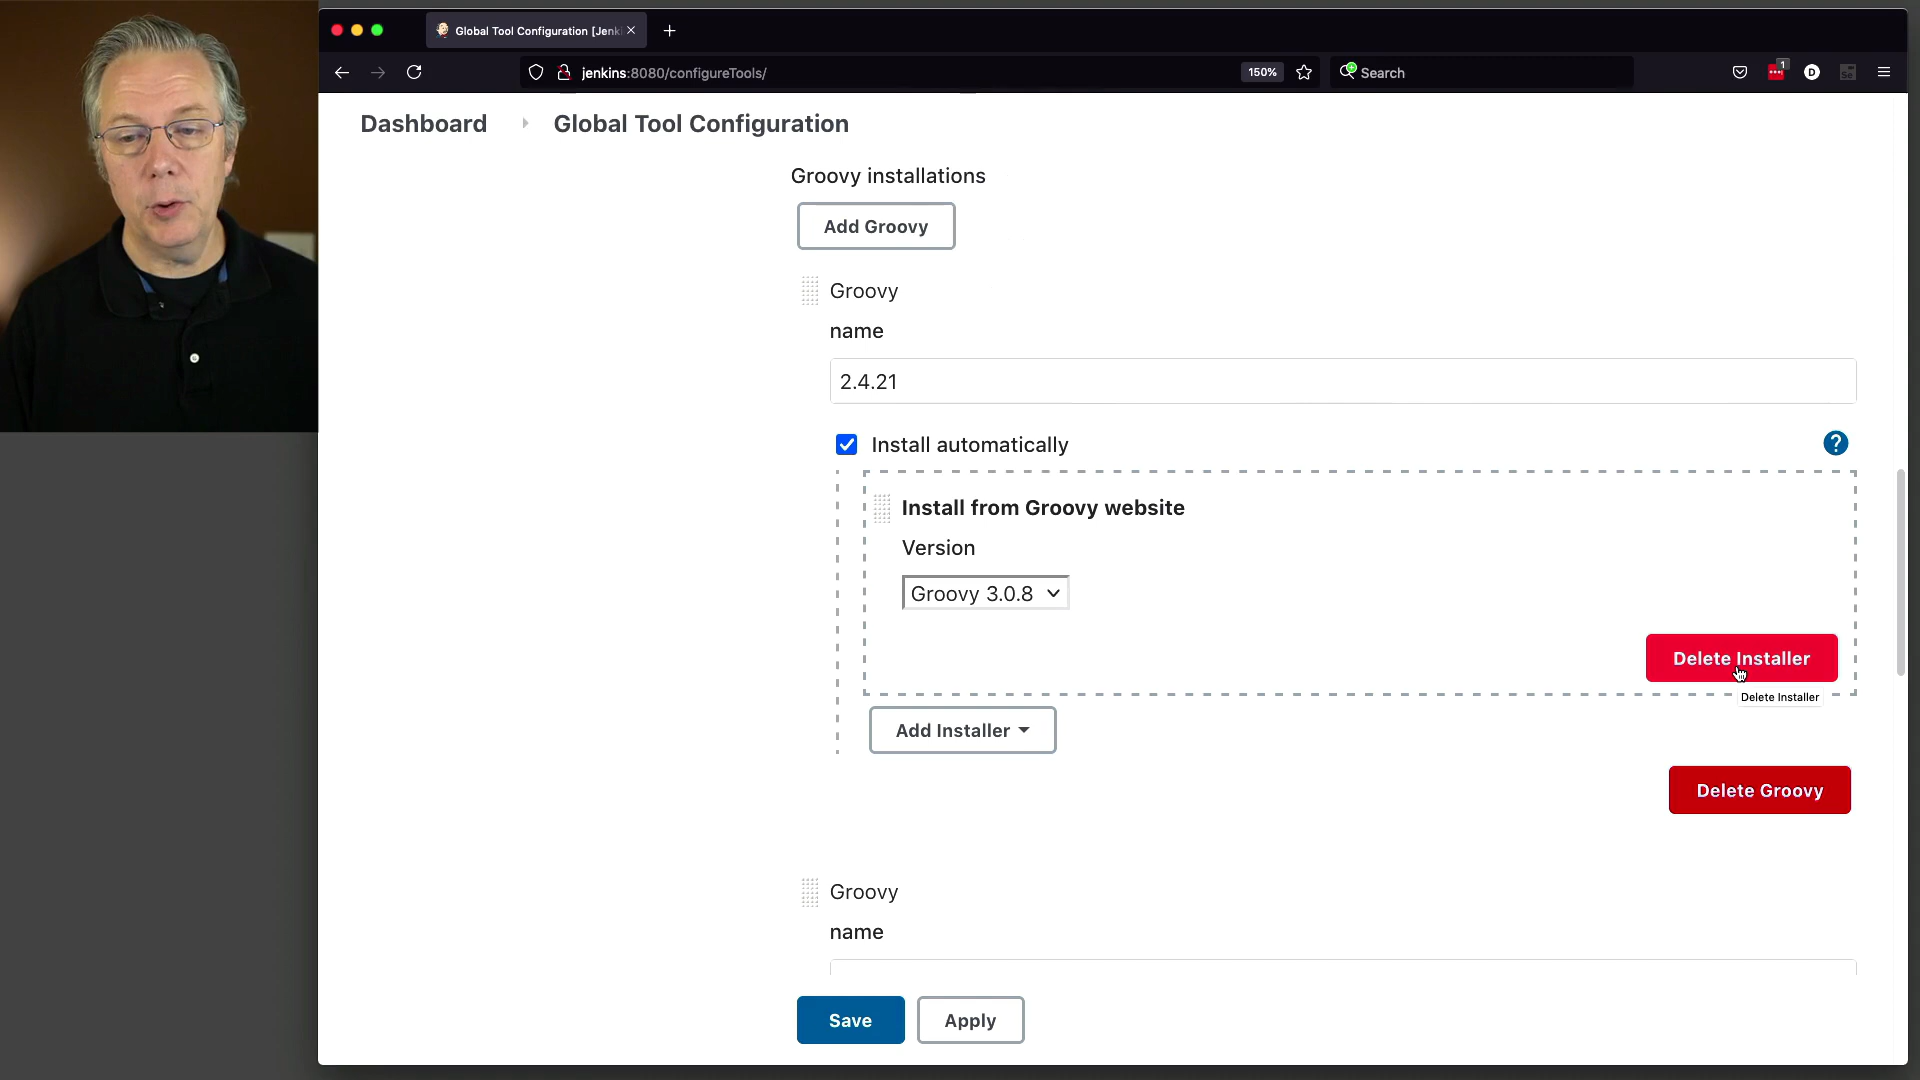 Global Tool Configuration [Jenk
jenkins:8080/configureTools/
150%
Search
1
D
Dashboard
Global Tool Configuration
Groovy installations
Add Groovy
Groovy
name
2.4.21
Install automatically
?
Install from Groovy website
Version
Groovy 3.0.8
Delete Installer
Delete Installer
Add Installer
Delete Groovy
Groovy
name
Save
Apply